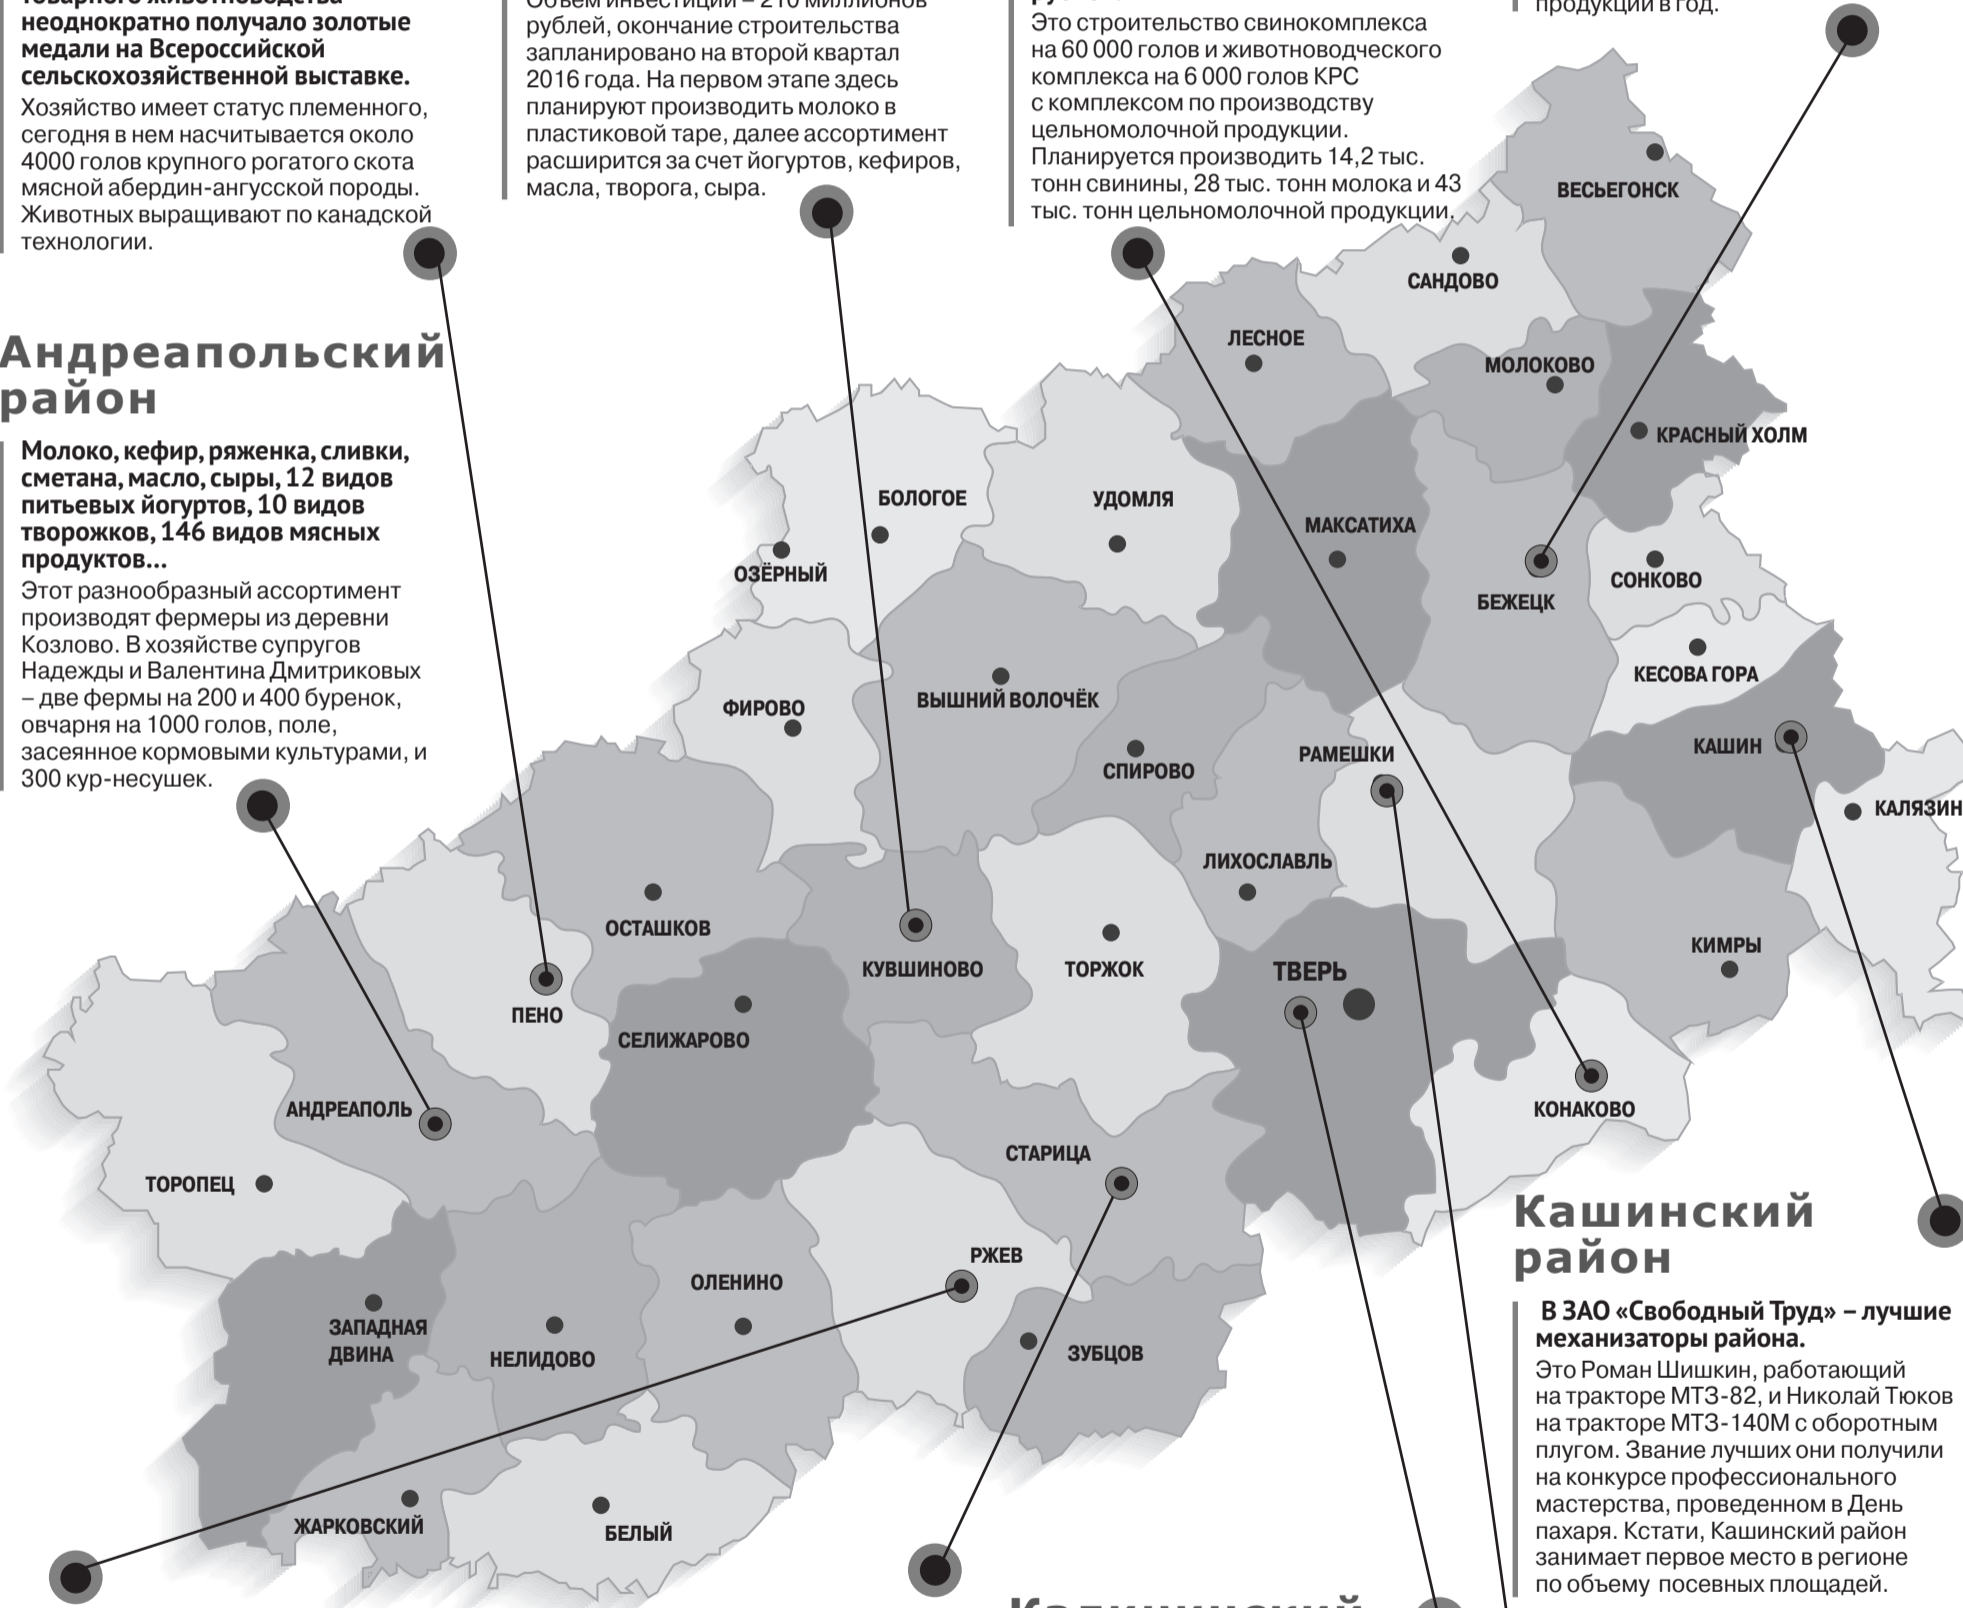 товарного животноводства
неоднократно получало золотые
медали на Всероссийской
сельскохозяйственной выставке.
Хозяйство имеет статус племенного,
сегодня в нем насчитывается около
4000 голов крупного рогатого скота
мясной абердин-ангусской породы.
Животных выращивают по канадской
технологии.
Объем инвестиций – 210 миллионов
рублей, окончание строительства
запланировано на второй квартал
2016 года. На первом этапе здесь
планируют производить молоко в
пластиковой таре, далее ассортимент
расширится за счет йогуртов, кефиров,
масла, творога, сыра.
Это строительство свинокомплекса
на 60 000 голов и животноводческого
комплекса на 6 000 голов КРС
с комплексом по производству
цельномолочной продукции.
Планируется производить 14,2 тыс.
тонн свинины, 28 тыс. тонн молока и 43
тыс. тонн цельномолочной продукции.
продукции в год.
Андреапольский
район
Молоко, кефир, ряженка, сливки,
сметана, масло, сыры, 12 видов
питьевых йогуртов, 10 видов
творожков, 146 видов мясных
продуктов...
Этот разнообразный ассортимент
производят фермеры из деревни
Козлово. В хозяйстве супругов
Надежды и Валентина Дмитриковых
– две фермы на 200 и 400 буренок,
овчарня на 1000 голов, поле,
засеянное кормовыми культурами, и
300 кур-несушек.
ВЕСЬЕГОНСК
САНДОВО
ЛЕСНОЕ
МОЛОКОВО
КРАСНЫЙ ХОЛМ
БОЛОГОЕ
УДОМЛЯ
МАКСАТИХА
ОЗЁРНЫЙ
СОНКОВО
БЕЖЕЦК
КЕСОВА ГОРА
ВЫШНИЙ ВОЛОЧЁК
ФИРОВО
КАШИН
РАМЕШКИ
СПИРОВО
КАЛЯЗИН
ЛИХОСЛАВЛЬ
ОСТАШКОВ
КИМРЫ
КУВШИНОВО
ТОРЖОК
ТВЕРЬ
ПЕНО
СЕЛИЖАРОВО
АНДРЕАПОЛЬ
КОНАКОВО
СТАРИЦА
ТОРОПЕЦ
РЖЕВ
ОЛЕНИНО
ЗАПАДНАЯ
ДВИНА
НЕЛИДОВО
ЗУБЦОВ
ЖАРКОВСКИЙ
БЕЛЫЙ
Кашинский
район
В ЗАО «Свободный Труд» – лучшие
механизаторы района.
Это Роман Шишкин, работающий
на тракторе МТЗ-82, и Николай Тюков
на тракторе МТЗ-140М с оборотным
плугом. Звание лучших они получили
на конкурсе профессионального
мастерства, проведенном в День
пахаря. Кстати, Кашинский район
занимает первое место в регионе
по объему посевных площадей.
Калининский